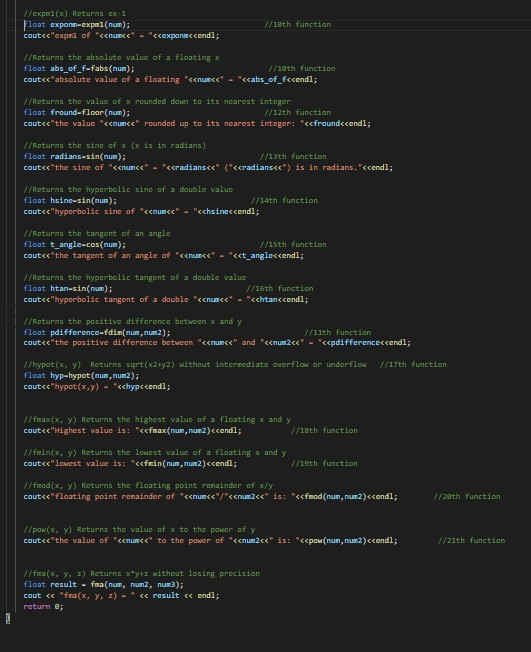 //expm1(x) Returns ex-1
float exponm=expm1(num); //10th function
cout<<"expm1 of "<<num<<" = "<<exponm<<endl;
//Returns the absolute value of a floating x
float abs_of_f=fabs(num); //10th function
cout<<"absolute value of a floating "<<num<<" = "<<abs_of_f<<endl;
//Returns the value of x rounded down to its nearest integer
float fround=floor(num); //12th function
cout<<"the value "<<num<<" rounded up to its nearest integer: "<<fround<<endl;
//Returns the sine of x (x is in radians)
float radians=sin(num); //13th function
cout<<"the sine of "<<num<<" = "<<radians<<" ("<<radians<<") is in radians."<<endl;
//Returns the hyperbolic sine of a double value
float hsine=sin(num); //14th function
cout<<"hyperbolic sine of "<<num<<" = "<<hsine<<endl;
//Returns the tangent of an angle
float t_angle=cos(num); //15th function
cout<<"the tangent of an angle of "<<num<<" = "<<t_angle<<endl;
//Returns the hyperbolic tangent of a double value
float htan=sin(num); //16th function
cout<<"hyperbolic tangent of a double "<<num<<" = "<<htan<<endl;
//Returns the positive difference between x and y
float pdifference=fdim(num,num2); //11th function
cout<<"the positive difference between "<<num<<" and "<<num2<<" = "<<pdifference<<endl;
//hypot(x, y) Returns sqrt(x2+y2) without intermediate overflow or underflow //17th function
float hyp=hypot(num,num2);
cout<<"hypot(x,y) = "<<hyp<<endl;
//fmax(x, y) Returns the highest value of a floating x and y
cout<<"Highest value is: "<<fmax(num,num2)<<endl; //18th function
//fmin(x, y) Returns the lowest value of a floating x and y
cout<<"lowest value is: "<<fmin(num,num2)<<endl; //19th function
//fmod(x, y) Returns the floating point remainder of x/y
cout<<"floating point remainder of "<<num<<"/"<<num2<<" is: "<<fmod(num,num2)<<endl; //20th function
//pow(x, y) Returns the value of x to the power of y
cout<<"the value of "<<num<<" to the power of "<<num2<<" is: "<<pow(num,num2)<<endl; //21th function
//fma(x, y, z) Returns x*y+z without losing precision
float result = fma(num, num2, num3);
cout << "fma(x, y, z) = " << result << endl;
return 0;
}